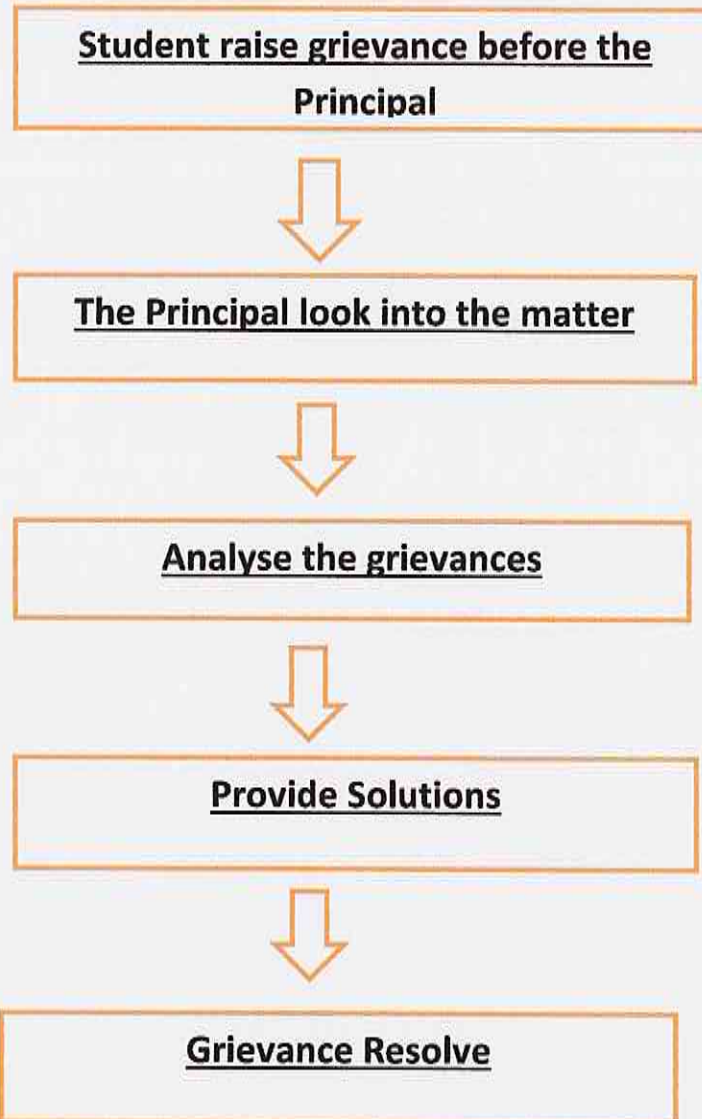 Student raise grievance before the
Principal
The Principal look into the matter
Analyse the grievances
Provide Solutions
Grievance Resolve